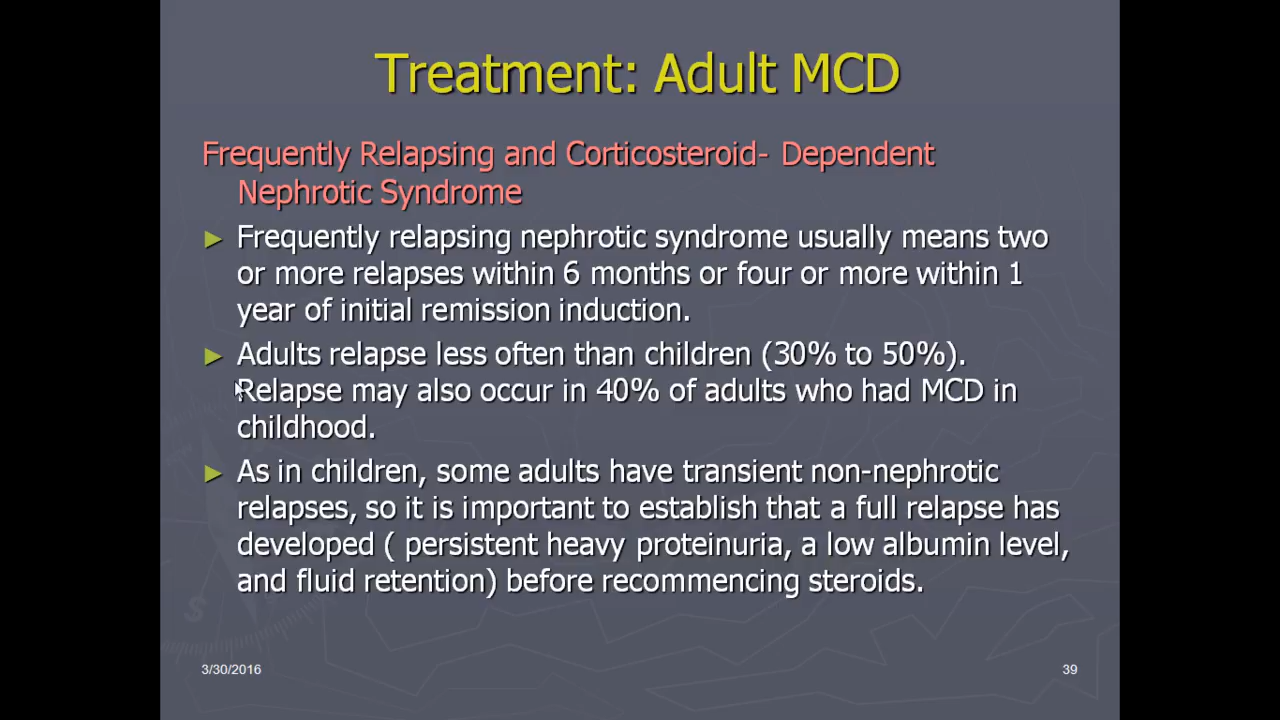 Treatment: Adult MCD
Frequently Relapsing and Corticosteroid- Dependent
Nephrotic Syndrome
► Frequently relapsing nephrotic syndrome usually means two
or more relapses within 6 months or four or more within 1
year of initial remission induction.
► Adults relapse less often than children (30% to 50%).
Relapse may also occur in 40% of adults who had MCD in
childhood.
► As in children, some adults have transient non-nephrotic
relapses, so it is important to establish that a full relapse has
developed ( persistent heavy proteinuria, a low albumin level,
and fluid retention) before recommencing steroids.
S
3/30/2016
39